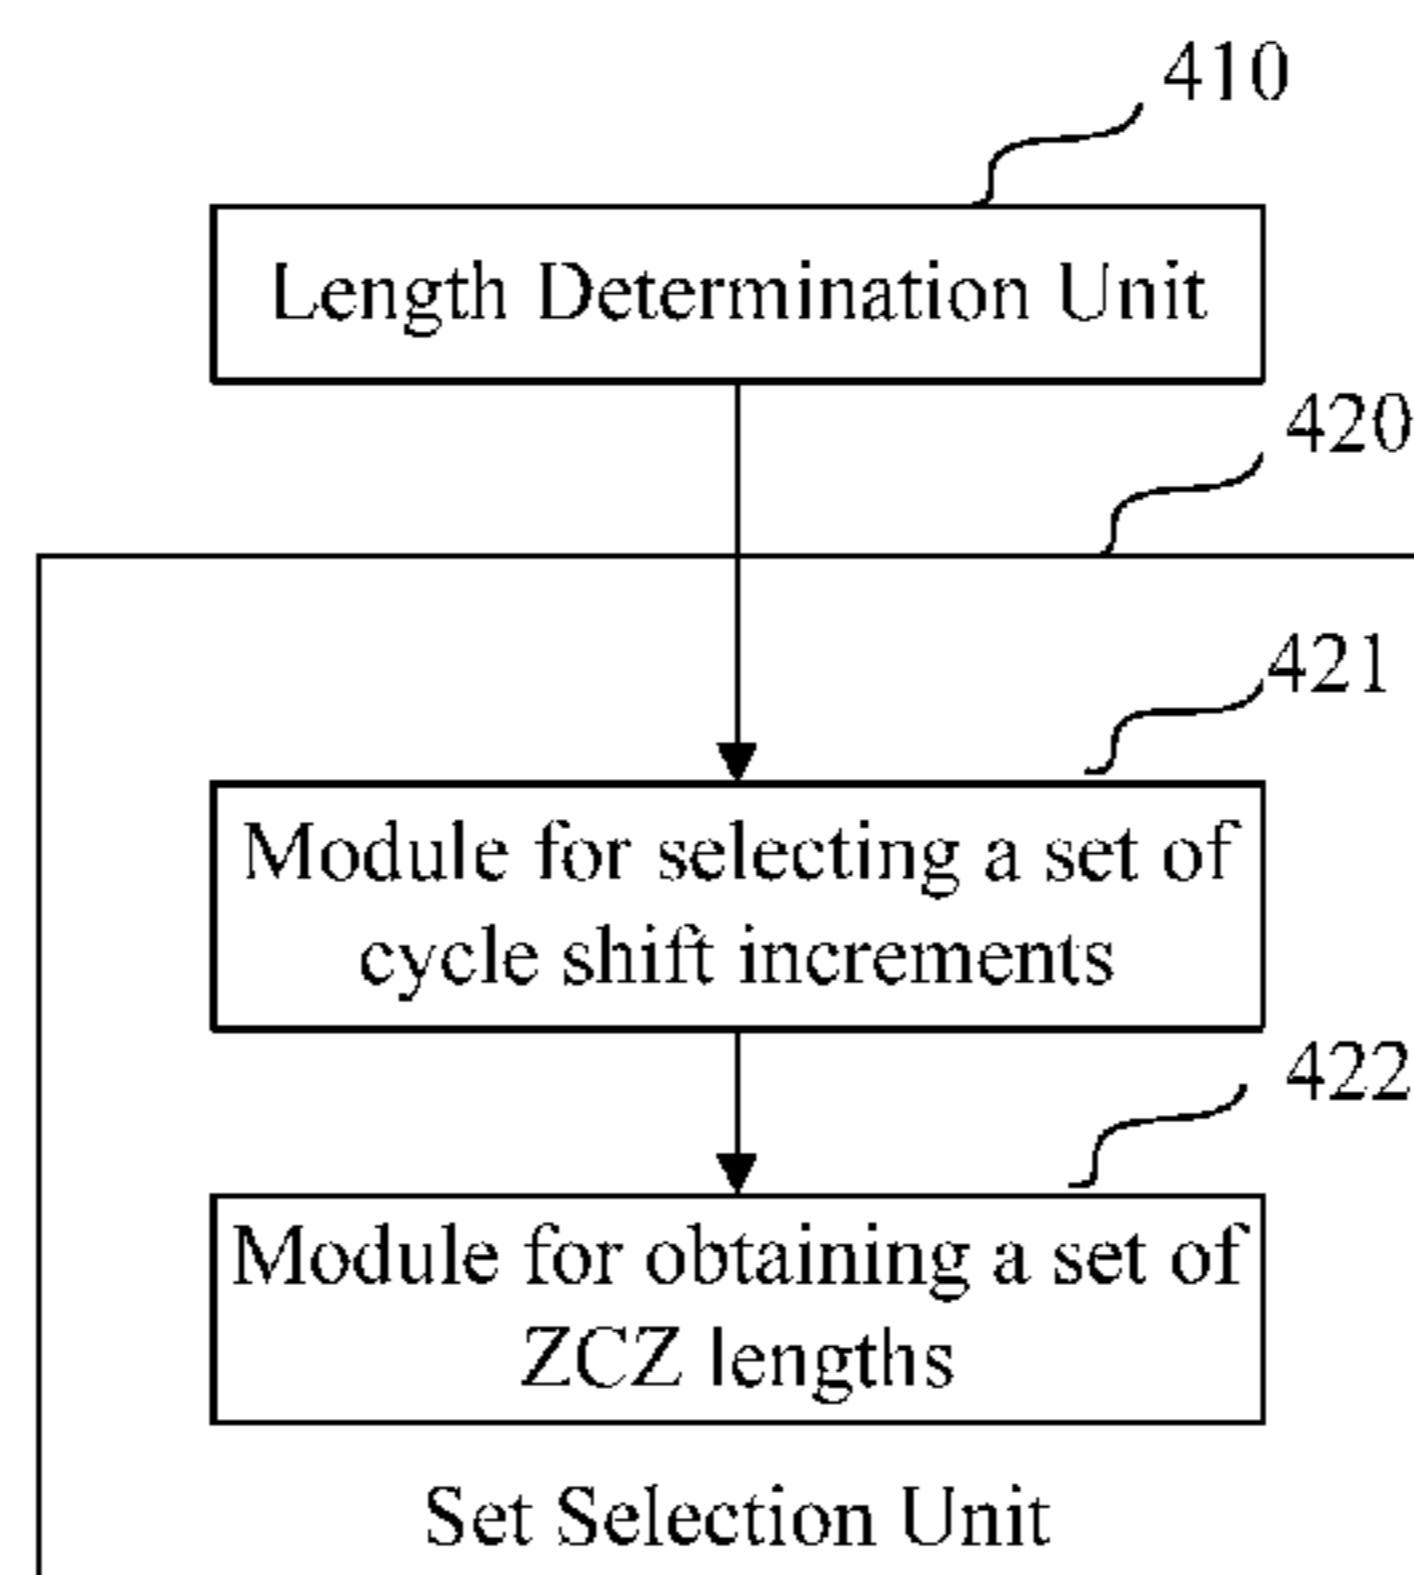 410
Length Determination Unit
420
421
Module for selecting a set of
cycle shift increments
422
Module for obtaining a set of
ZCZ lengths
Set Selection Unit